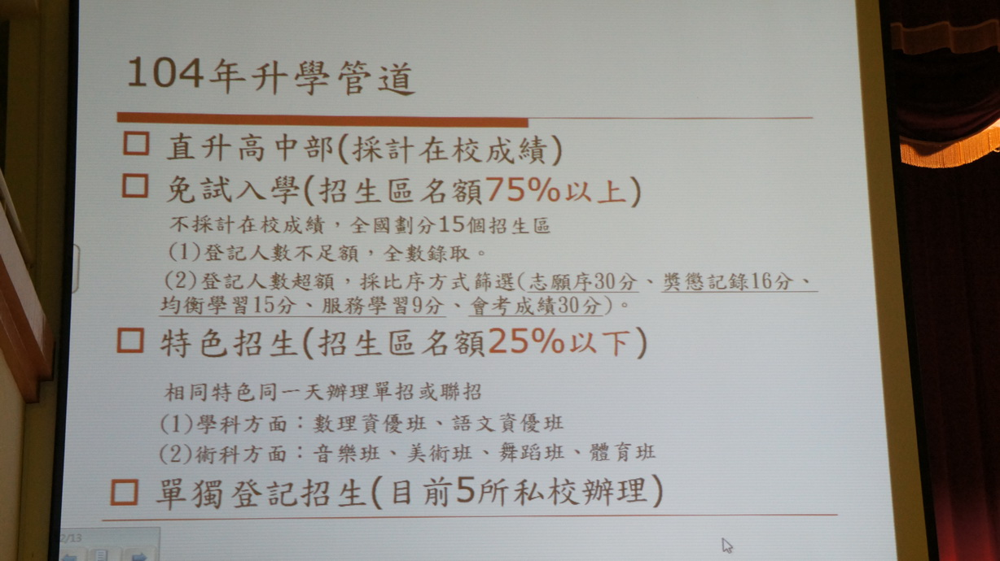 104年升學管道
直升高中部(採計在校成績)
免試入學(招生區名額75%以上)
不採計在校成績，全國劃分15個招生區
(1)登記人數不足額，全數錄取。
(2)登記人數超額，採比序方式篩選(志願序30分、獎懲記錄16分、
均衡學習15分、服務學習9分、會考成績30分)。
特色招生(招生區名額25%以下)
相同特色同一天辦理單招或聯招
(1)學科方面：數理資優班、語文資優班
(2)術科方面：音樂班、美術班、舞蹈班、體育班
單獨登記招生(目前5所私校辦理)
2/13